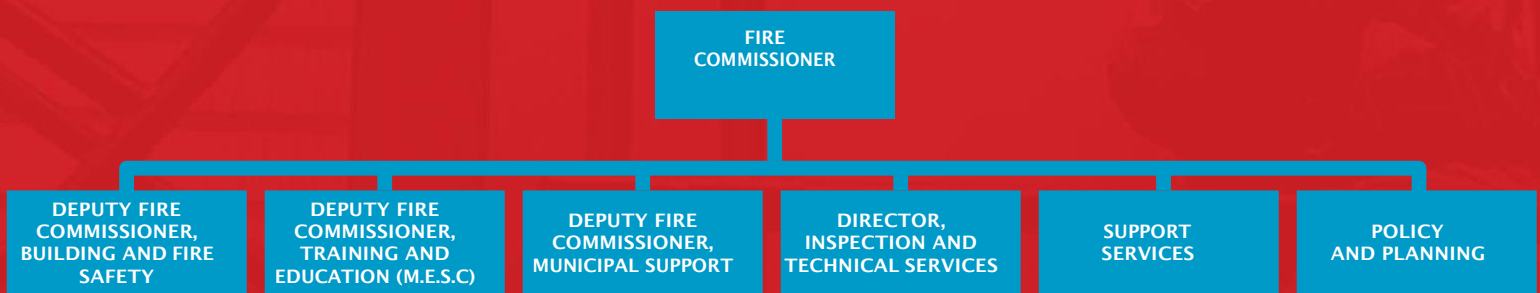 FIRE
COMMISSIONER
DEPUTY FIRE
COMMISSIONER,
BUILDING AND FIRE
SAFETY
DEPUTY FIRE
COMMISSIONER,
TRAINING AND
EDUCATION (M.E.S.C)
DEPUTY FIRE
COMMISSIONER,
MUNICIPAL SUPPORT
DIRECTOR,
INSPECTION AND
TECHNICAL SERVICES
SUPPORT
SERVICES
POLICY
AND PLANNING